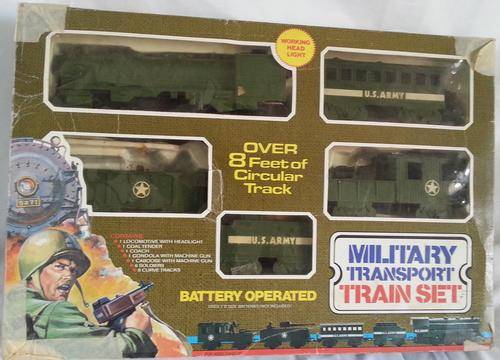 WORKING
HEAD
LIGHT
U.S. ARMY
OVER
8 Feet of
Circular
Track
5471
CONTAINS:
1 LOCOMOTIVE WITH HEADLIGHT
1 COAL TENDER
1 COACH
1 GONDOLA WITH MACHINE GUN
1 CABOOSE WITH MACHINE GUN
6 SOLDIERS
8 CURVE TRACKS
U.S. ARMY
MILITARY
TRANSPORT
TRAIN SET
BATTERY OPERATED